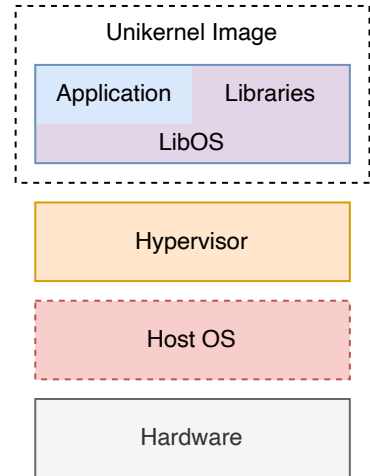 Unikernel Image
Application Libraries
LibOS
Hypervisor
Host OS
Hardware